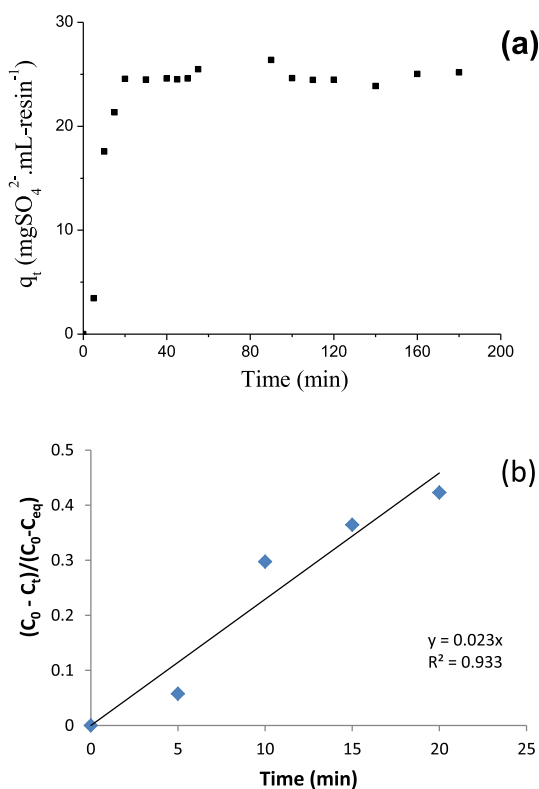 (a)
30
20
10
0
qₜ (mgSO₄²⁻.mL-resin⁻¹)
0 40 80 120 160 200
Time (min)
(b)
0.5
0.4
0.3
0.2
0.1
0
(C₀ - Cₜ)/(C₀-Cₑq)
y = 0.023x
R² = 0.933
0 5 10 15 20 25
Time (min)